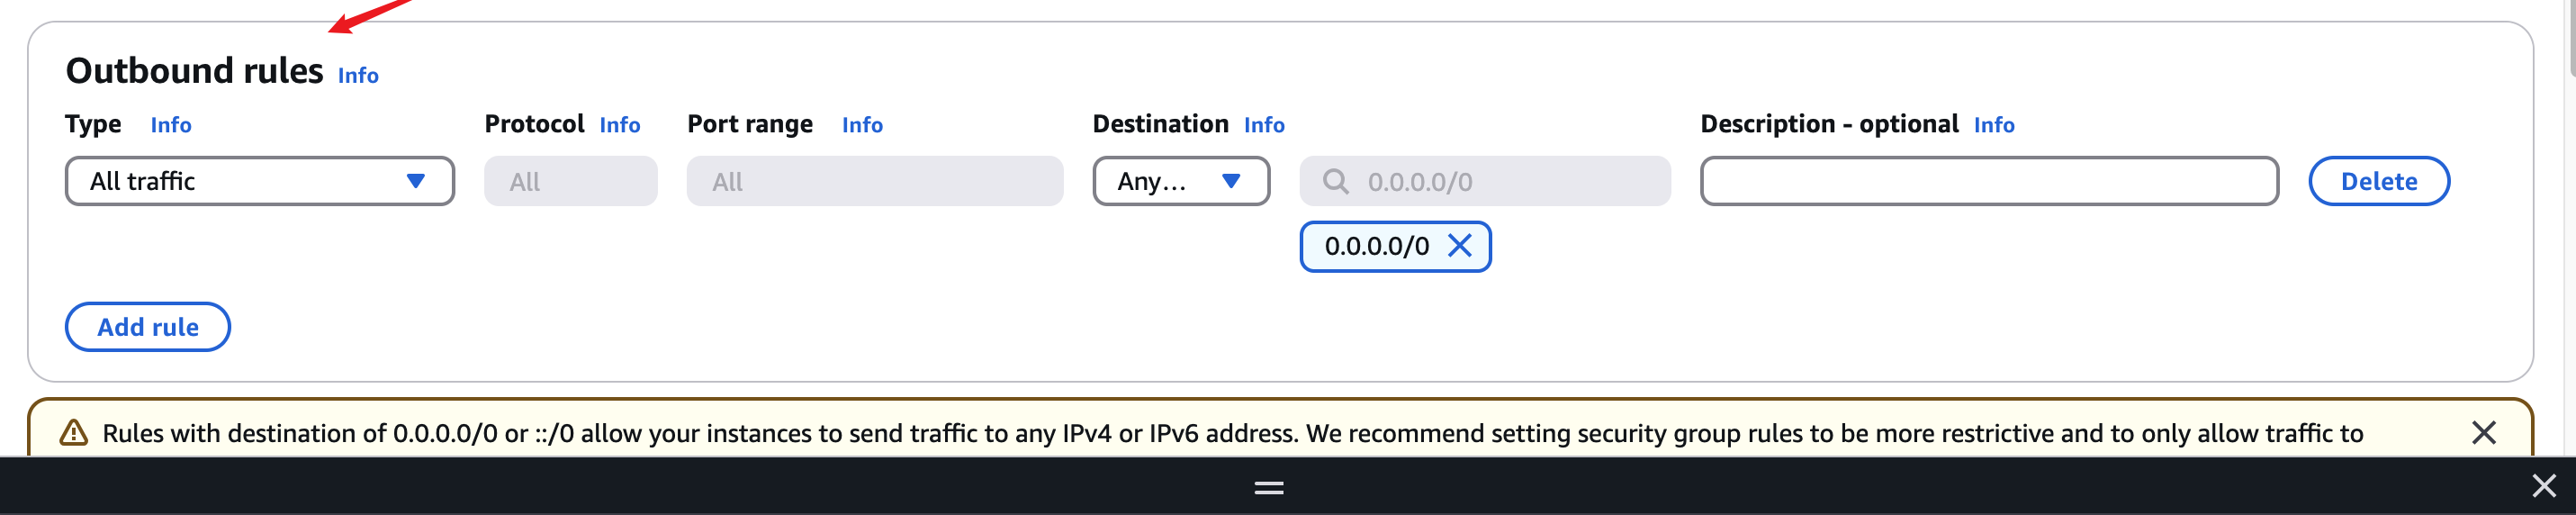 Outbound rules Info
Type Info Protocol Info Port range Info Destination Info Description - optional Info
All traffic All All Any... 0.0.0.0/0 Delete
0.0.0.0/0
Add rule
Rules with destination of 0.0.0.0/0 or ::/0 allow your instances to send traffic to any IPv4 or IPv6 address. We recommend setting security group rules to be more restrictive and to only allow traffic to